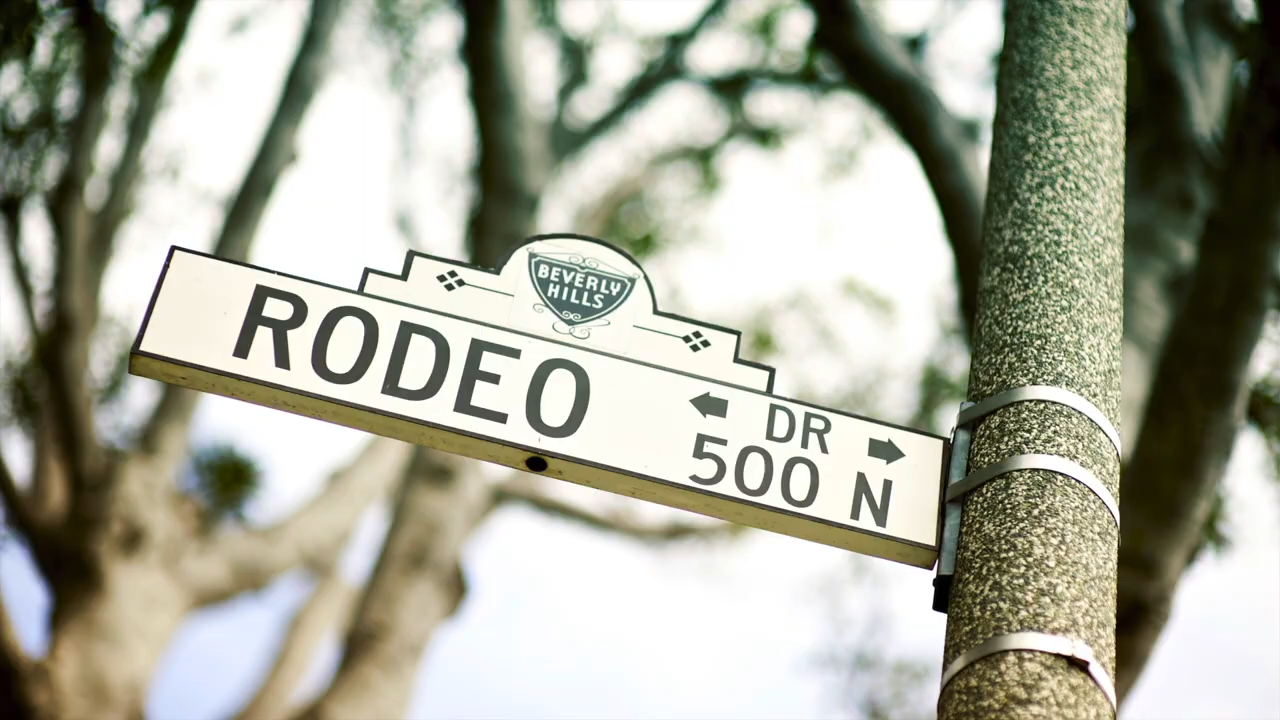 BEVERLY
HILLS
RODEO
← DR →
500 N